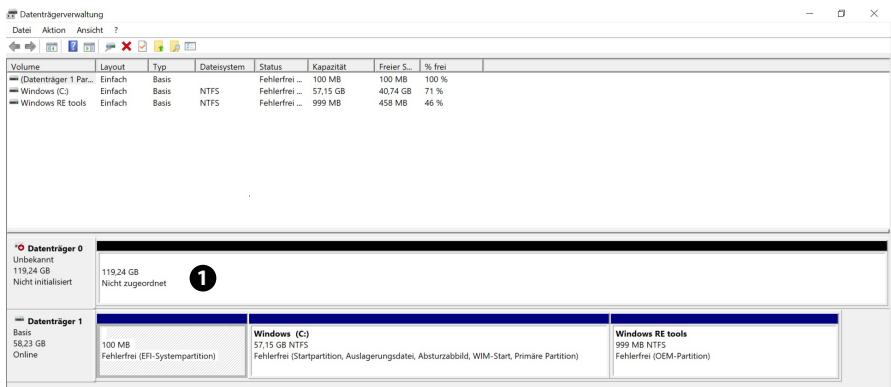 Datenträgerverwaltung
Datei Aktion Ansicht ?
Volume Layout Typ Dateisystem Status Kapazität Freier S... % frei
(Datenträger 1 Par... Einfach Basis Fehlerfrei ... 100 MB 100 MB 100 %
Windows (C:) Einfach Basis NTFS Fehlerfrei ... 57,15 GB 40,74 GB 71 %
Windows RE tools Einfach Basis NTFS Fehlerfrei ... 999 MB 458 MB 46 %
Datenträger 0
Unbekannt
119,24 GB
Nicht initialisiert
119,24 GB
Nicht zugeordnet
1
Datenträger 1
Basis
58,23 GB
Online
100 MB
Fehlerfrei (EFI-Systempartition)
Windows (C:)
57,15 GB NTFS
Fehlerfrei (Startpartition, Auslagerungsdatei, Absturzabbild, WIM-Start, Primäre Partition)
Windows RE tools
999 MB NTFS
Fehlerfrei (OEM-Partition)